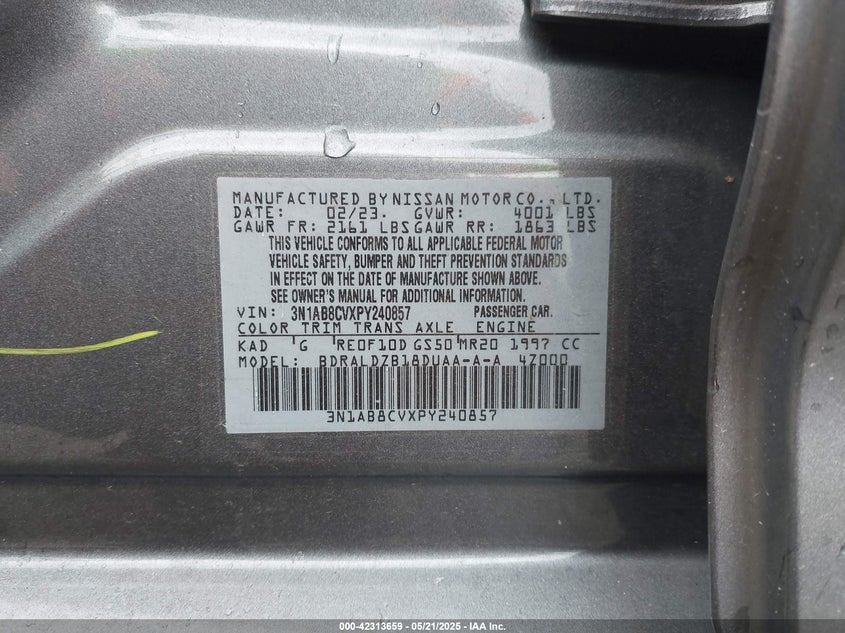 MANUFACTURED BY NISSAN MOTOR CO., LTD.
DATE: 02/23. GVWR: 4001 LBS
GAWR FR: 2161 LBS GAWR RR: 1863 LBS
THIS VEHICLE CONFORMS TO ALL APPLICABLE FEDERAL MOTOR
VEHICLE SAFETY, BUMPER AND THEFT PREVENTION STANDARDS
IN EFFECT ON THE DATE OF MANUFACTURE SHOWN ABOVE.
SEE OWNER'S MANUAL FOR ADDITIONAL INFORMATION.
VIN: 3N1AB8CVXPY240857 PASSENGER CAR.
COLOR TRIM TRANS AXLE ENGINE
KAD G RE0F10D GS50 MR20 1997 CC
MODEL: BDRALDZB18DUAA-A-A 4Z000
3N1AB8CVXPY240857
000-42313659 - 05/21/2025 - IAA Inc.